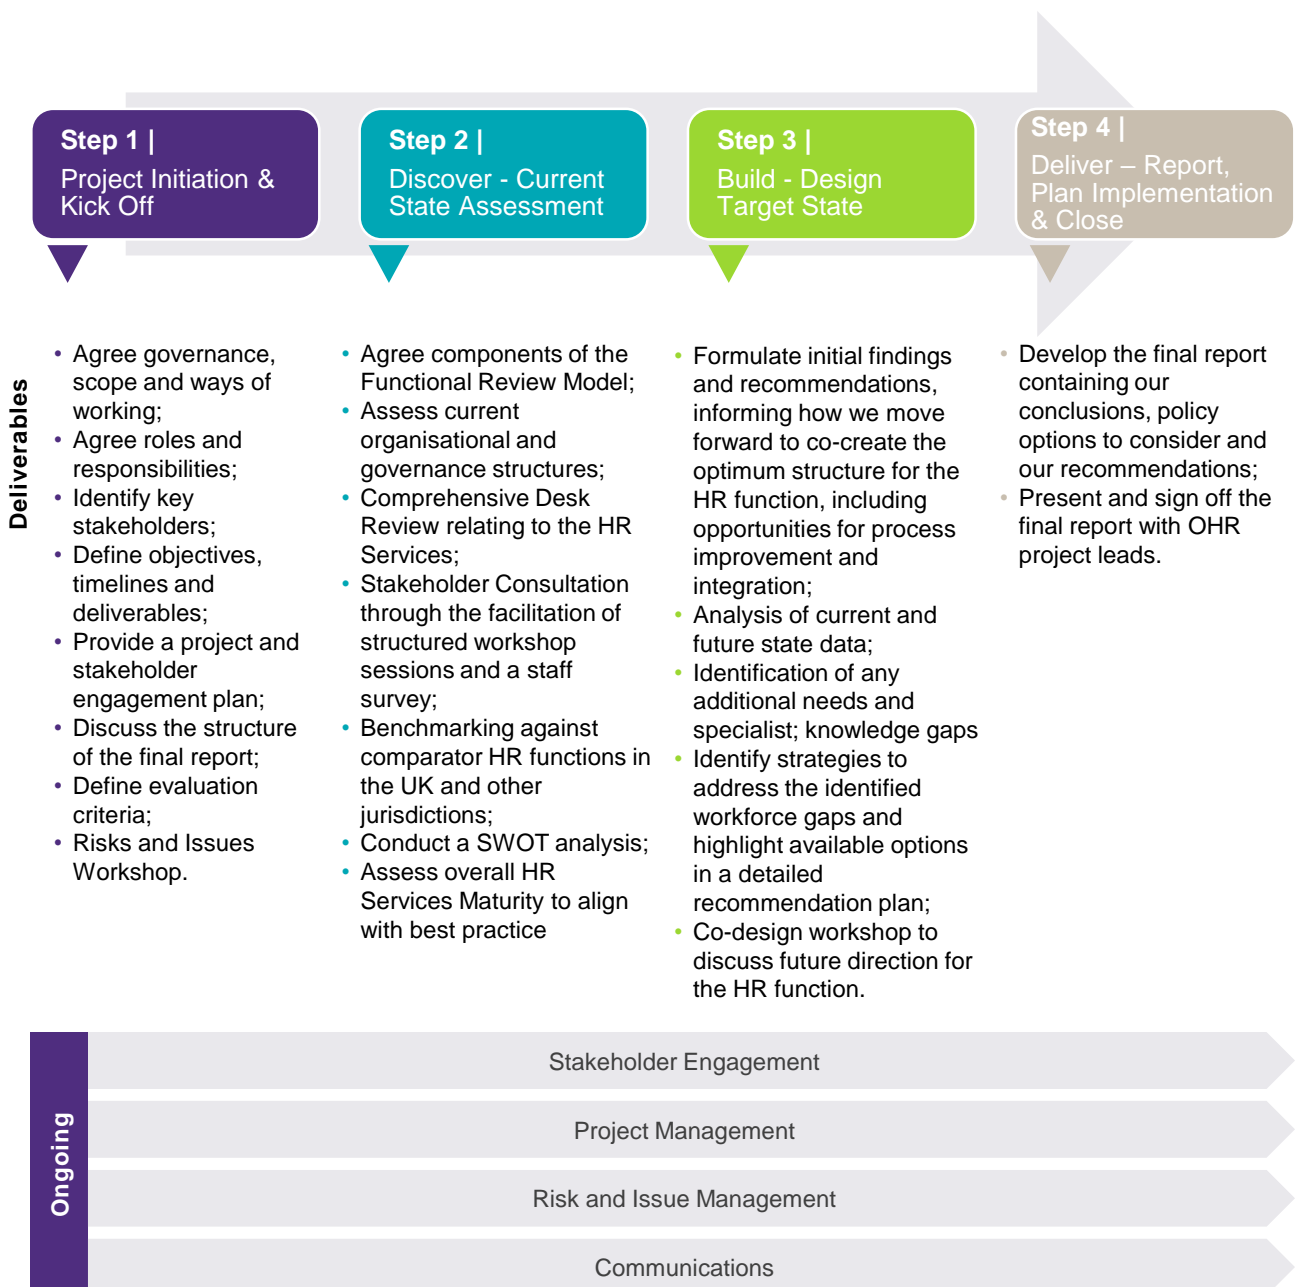 Step 1 |
Project Initiation &
Kick Off
Step 2 |
Discover - Current
State Assessment
Step 3 |
Build - Design
Target State
Step 4 |
Deliver – Report,
Plan Implementation
& Close
Deliverables
• Agree governance,
scope and ways of
working;
• Agree roles and
responsibilities;
• Identify key
stakeholders;
• Define objectives,
timelines and
deliverables;
• Provide a project and
stakeholder
engagement plan;
• Discuss the structure
of the final report;
• Define evaluation
criteria;
• Risks and Issues
Workshop.
• Agree components of the
Functional Review Model;
• Assess current
organisational and
governance structures;
• Comprehensive Desk
Review relating to the HR
Services;
• Stakeholder Consultation
through the facilitation of
structured workshop
sessions and a staff
survey;
• Benchmarking against
comparator HR functions in
the UK and other
jurisdictions;
• Conduct a SWOT analysis;
• Assess overall HR
Services Maturity to align
with best practice
• Formulate initial findings
and recommendations,
informing how we move
forward to co-create the
optimum structure for the
HR function, including
opportunities for process
improvement and
integration;
• Analysis of current and
future state data;
• Identification of any
additional needs and
specialist; knowledge gaps
• Identify strategies to
address the identified
workforce gaps and
highlight available options
in a detailed
recommendation plan;
• Co-design workshop to
discuss future direction for
the HR function.
• Develop the final report
containing our
conclusions, policy
options to consider and
our recommendations;
• Present and sign off the
final report with OHR
project leads.
Ongoing
Stakeholder Engagement
Project Management
Risk and Issue Management
Communications